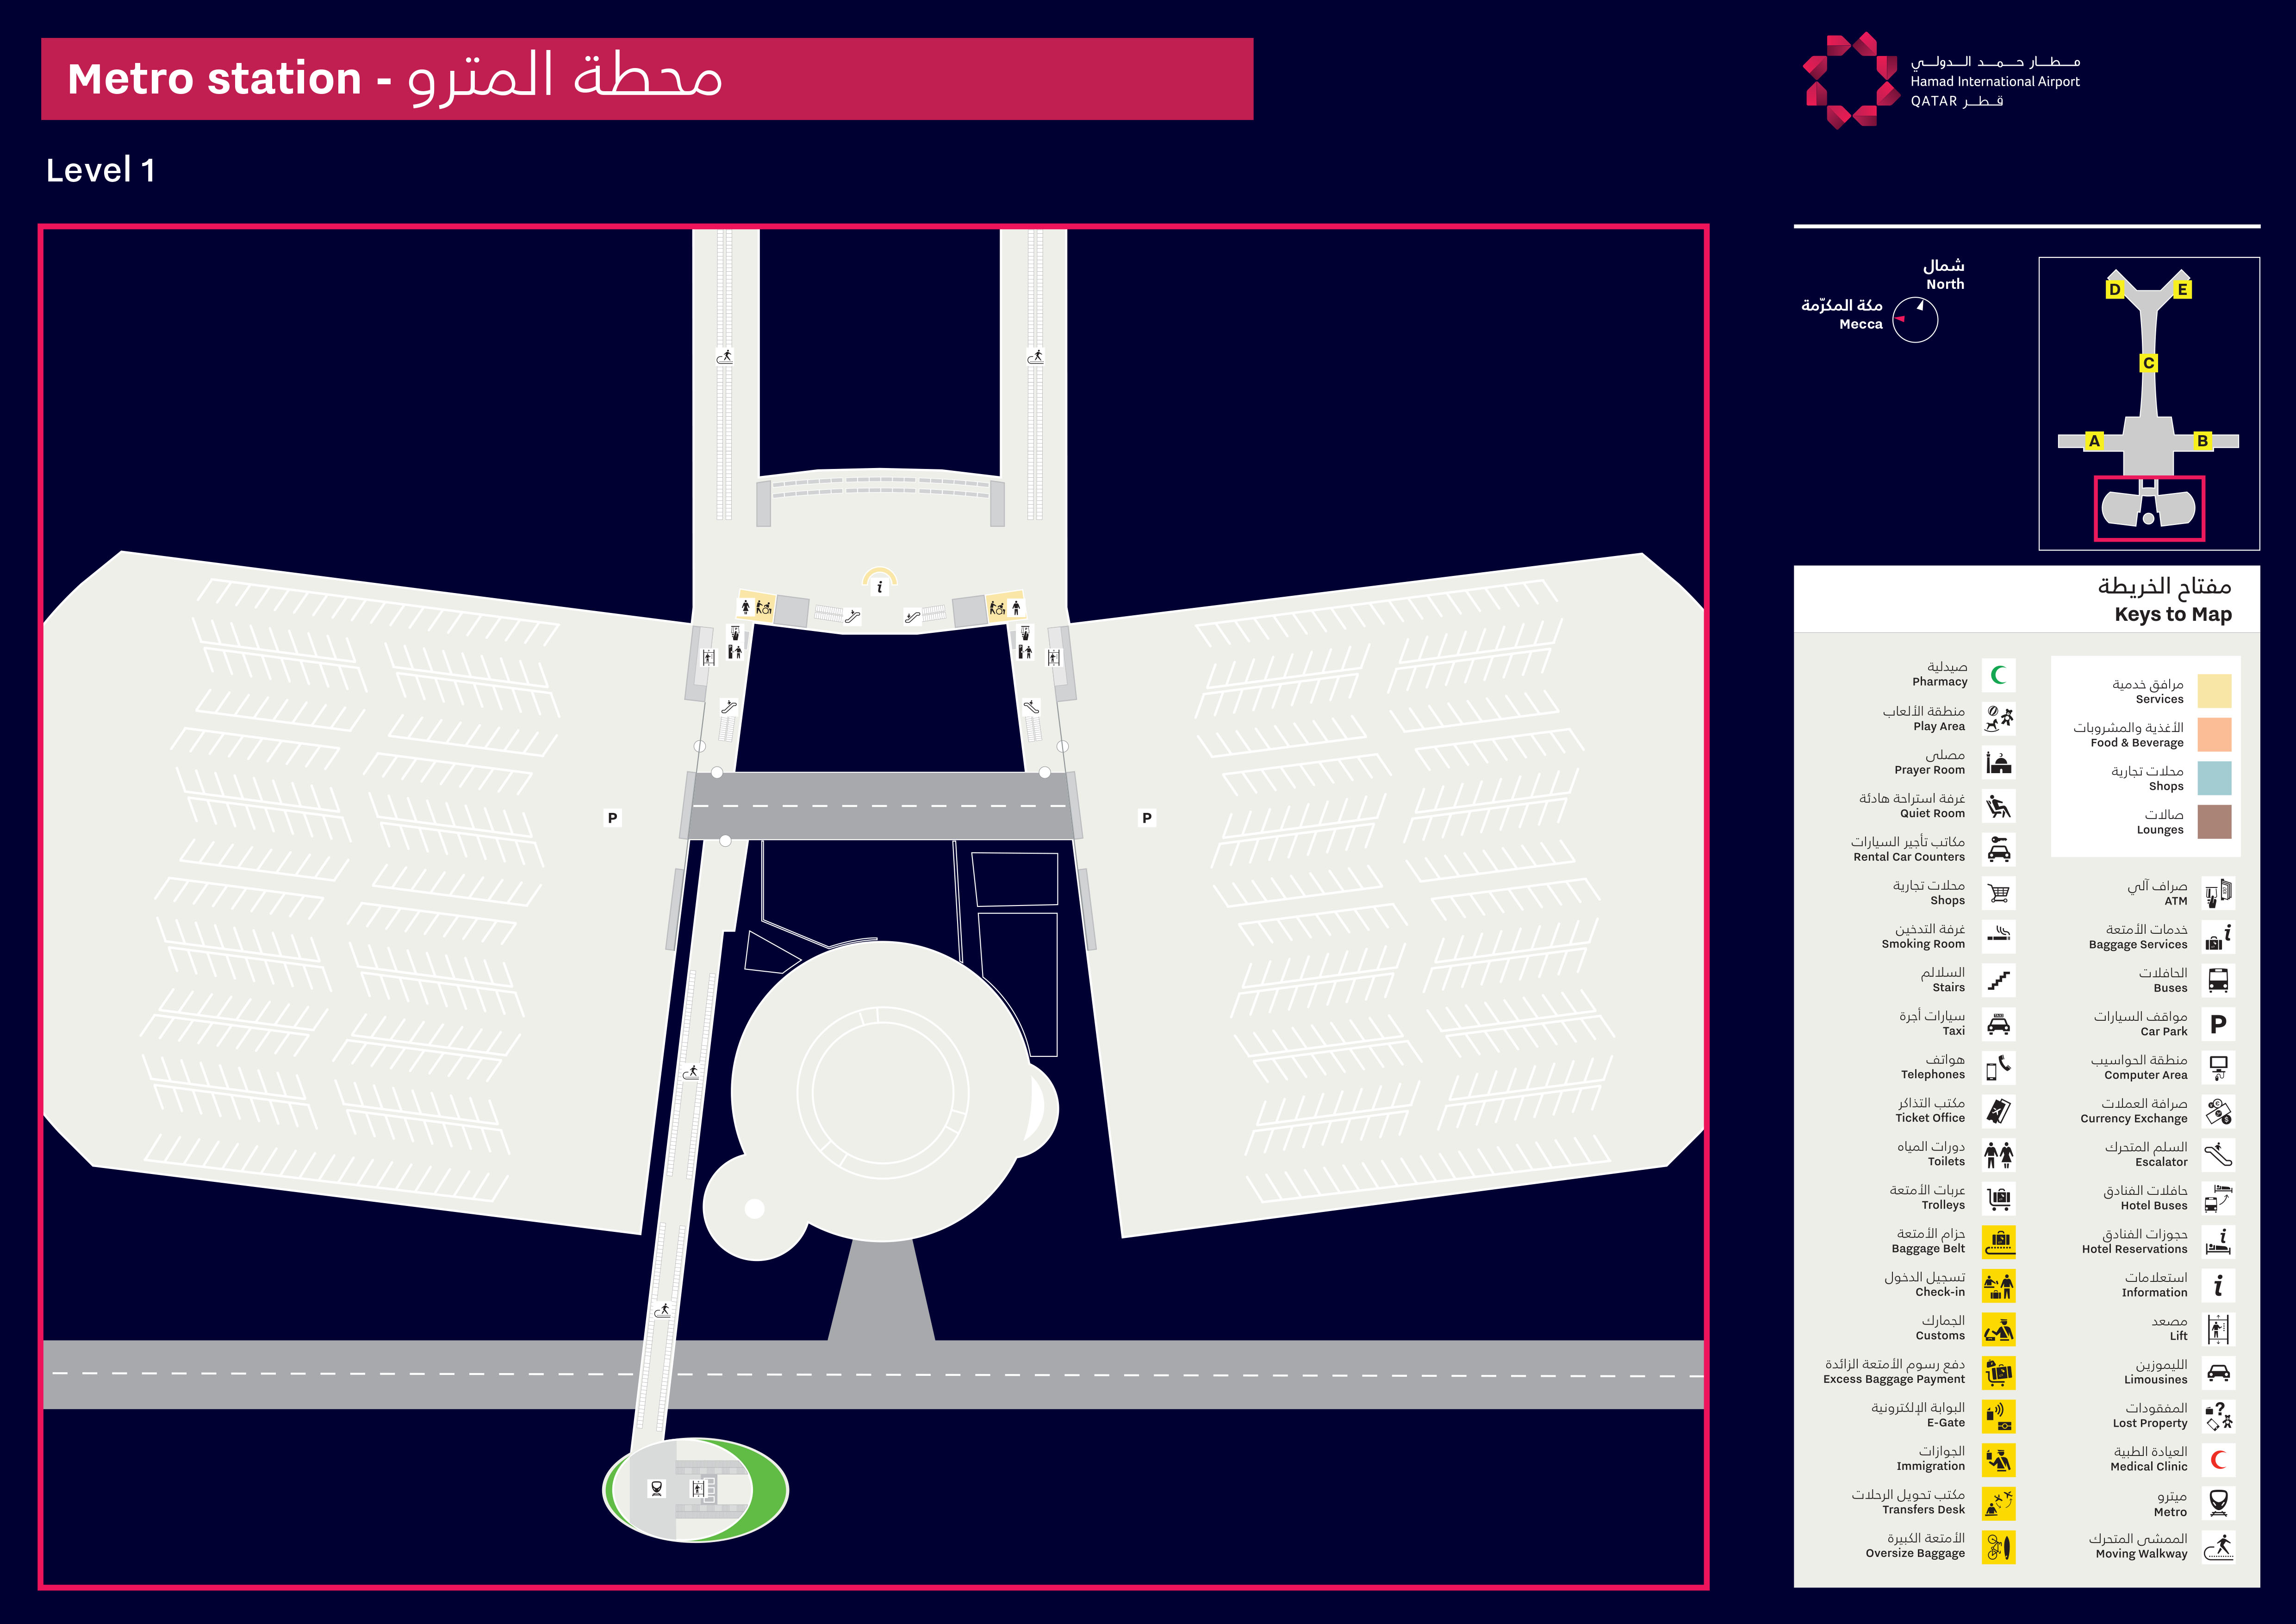 Metro station - محطة المترو
Level 1
مـــطـــار حـــمـــد الـــدولـــي
Hamad International Airport
QATAR قـــطـــر
شمال
North
مكة المكرّمة
Mecca
D
E
C
A
B
P
P
i
مفتاح الخريطة
Keys to Map
صيدلية
Pharmacy
منطقة الألعاب
Play Area
مصلى
Prayer Room
غرفة استراحة هادئة
Quiet Room
مكاتب تأجير السيارات
Rental Car Counters
محلات تجارية
Shops
غرفة التدخين
Smoking Room
السلالم
Stairs
سيارات أجرة
Taxi
هواتف
Telephones
مكتب التذاكر
Ticket Office
دورات المياه
Toilets
عربات الأمتعة
Trolleys
حزام الأمتعة
Baggage Belt
تسجيل الدخول
Check-in
الجمارك
Customs
دفع رسوم الأمتعة الزائدة
Excess Baggage Payment
البوابة الإلكترونية
E-Gate
الجوازات
Immigration
مكتب تحويل الرحلات
Transfers Desk
الأمتعة الكبيرة
Oversize Baggage
مرافق خدمية
Services
الأغذية والمشروبات
Food & Beverage
محلات تجارية
Shops
صالات
Lounges
صراف آلي
ATM
خدمات الأمتعة
Baggage Services
الحافلات
Buses
مواقف السيارات
Car Park
P
منطقة الحواسيب
Computer Area
صرافة العملات
Currency Exchange
السلم المتحرك
Escalator
حافلات الفنادق
Hotel Buses
حجوزات الفنادق
Hotel Reservations
استعلامات
Information
i
مصعد
Lift
الليموزين
Limousines
المفقودات
Lost Property
العيادة الطبية
Medical Clinic
ميترو
Metro
الممشى المتحرك
Moving Walkway